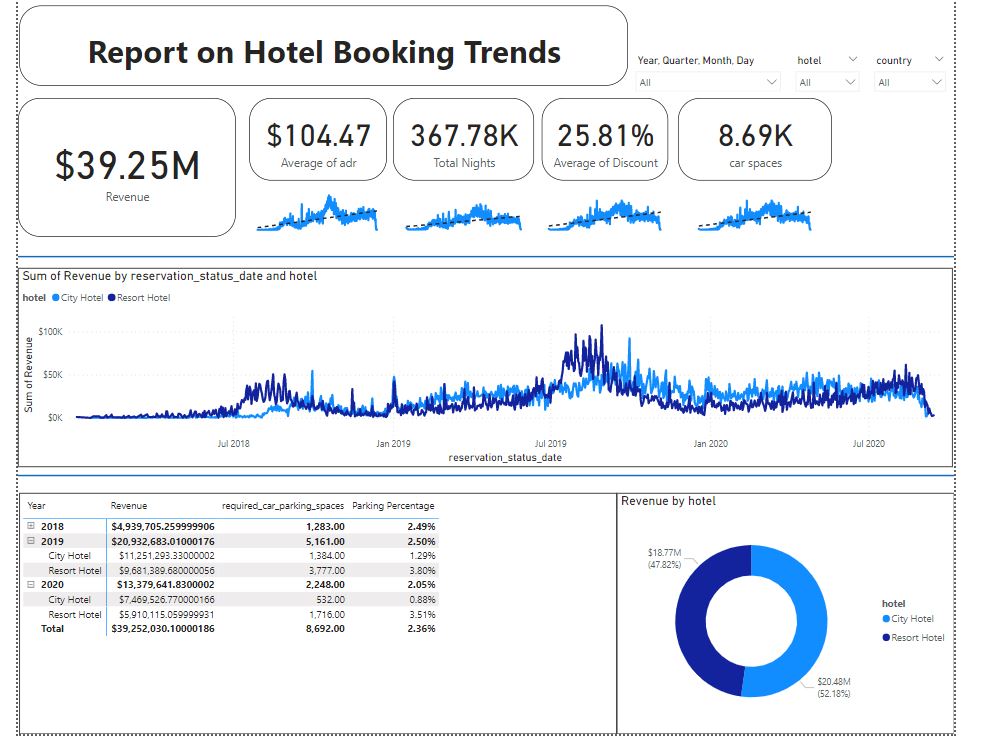 Report on Hotel Booking Trends
Year, Quarter, Month, Day
hotel
country
All
All
All
$39.25M
Revenue
$104.47
Average of adr
367.78K
Total Nights
25.81%
Average of Discount
8.69K
car spaces
Sum of Revenue by reservation_status_date and hotel
hotel City Hotel Resort Hotel
Sum of Revenue
$100K
$50K
$0K
Jul 2018 Jan 2019 Jul 2019 Jan 2020 Jul 2020
reservation_status_date
Year Revenue required_car_parking_spaces Parking Percentage
2018 $4,939,705.259999906 1,283.00 2.49%
2019 $20,932,683.01000176 5,161.00 2.50%
City Hotel $11,251,293.33000002 1,384.00 1.29%
Resort Hotel $9,681,389.680000056 3,777.00 3.80%
2020 $13,379,641.8300002 2,248.00 2.05%
City Hotel $7,469,526.770000166 532.00 0.88%
Resort Hotel $5,910,115.059999931 1,716.00 3.51%
Total $39,252,030.1000186 8,692.00 2.36%
Revenue by hotel
$18.77M
(47.82%)
$20.48M
(52.18%)
hotel
City Hotel
Resort Hotel